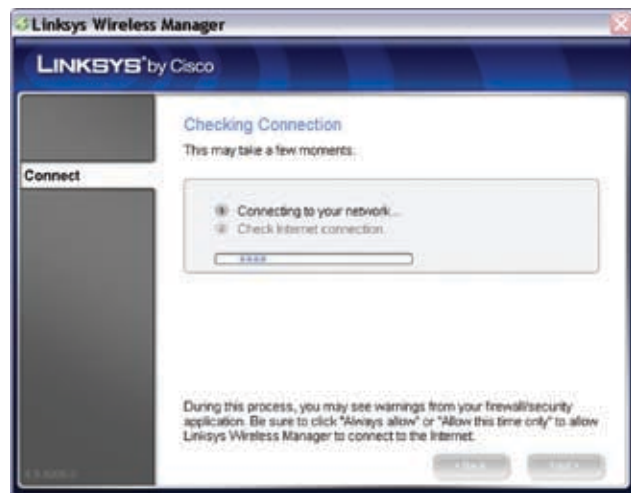 Linksys Wireless Manager
LINKSYS® by Cisco
Checking Connection
This may take a few moments.
Connect
Connecting to your network...
Check Internet connection.
During this process, you may see warnings from your firewall/security
application. Be sure to click "Always allow" or "Allow this time only" to allow
Linksys Wireless Manager to connect to the Internet.